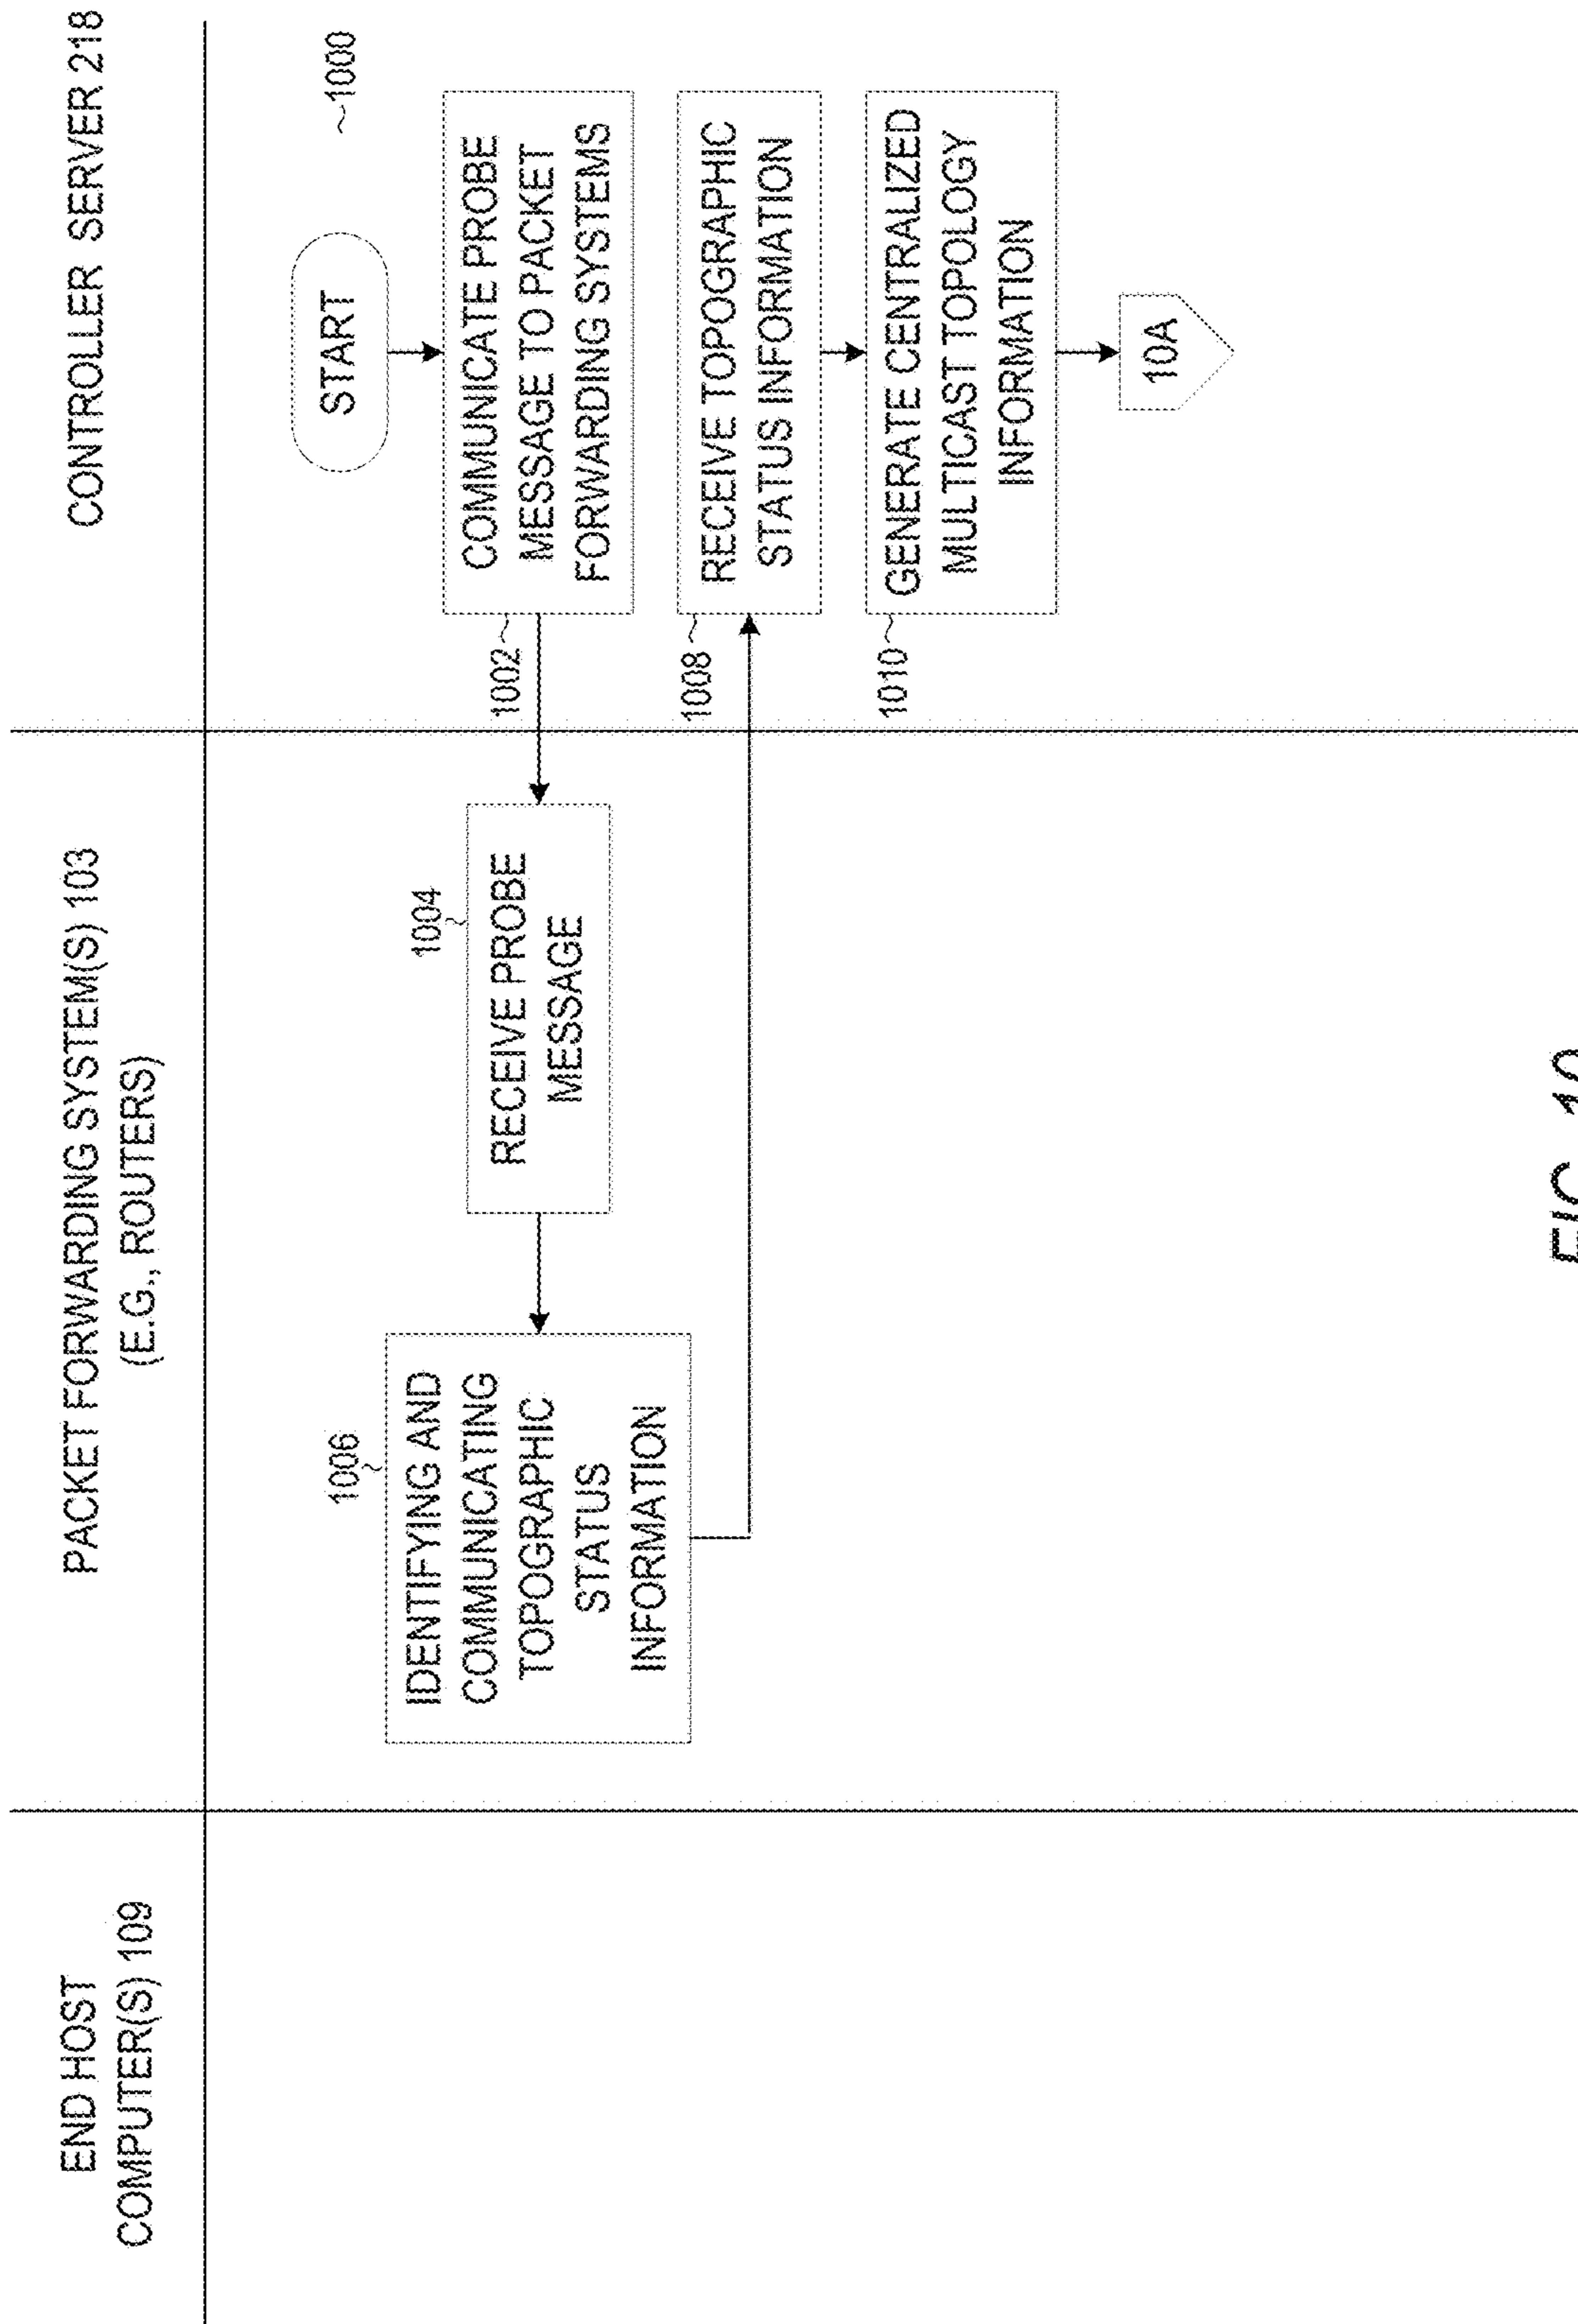 END HOST
COMPUTER(S) 109
PACKET FORWARDING SYSTEM(S) 103
(E.G., ROUTERS)
CONTROLLER SERVER 218
~1000
START
1002~
COMMUNICATE PROBE
MESSAGE TO PACKET
FORWARDING SYSTEMS
1004
RECEIVE PROBE
MESSAGE
1006
IDENTIFYING AND
COMMUNICATING
TOPOGRAPHIC
STATUS
INFORMATION
1008~
RECEIVE TOPOGRAPHIC
STATUS INFORMATION
1010~
GENERATE CENTRALIZED
MULTICAST TOPOLOGY
INFORMATION
10A
FIG. 10